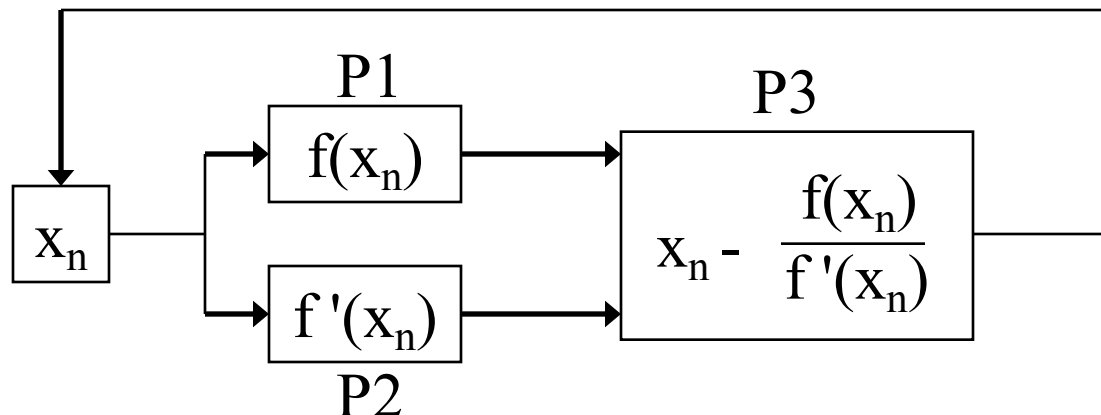 P1
f(xₙ)
P3
xₙ
xₙ - f(xₙ)
f '(xₙ)
f '(xₙ)
P2